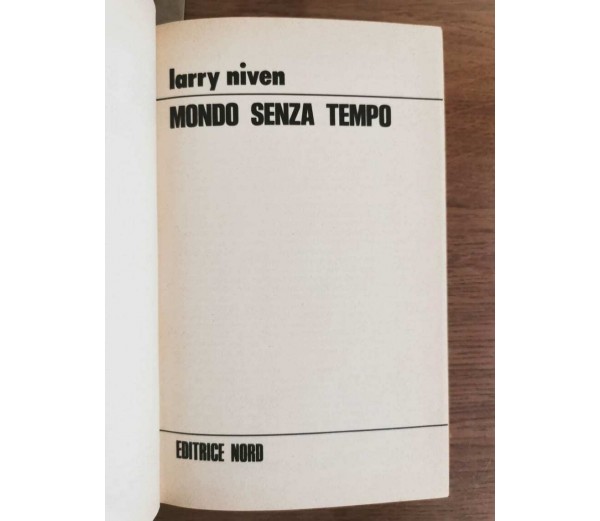 larry niven
MONDO SENZA TEMPO
EDITRICE NORD